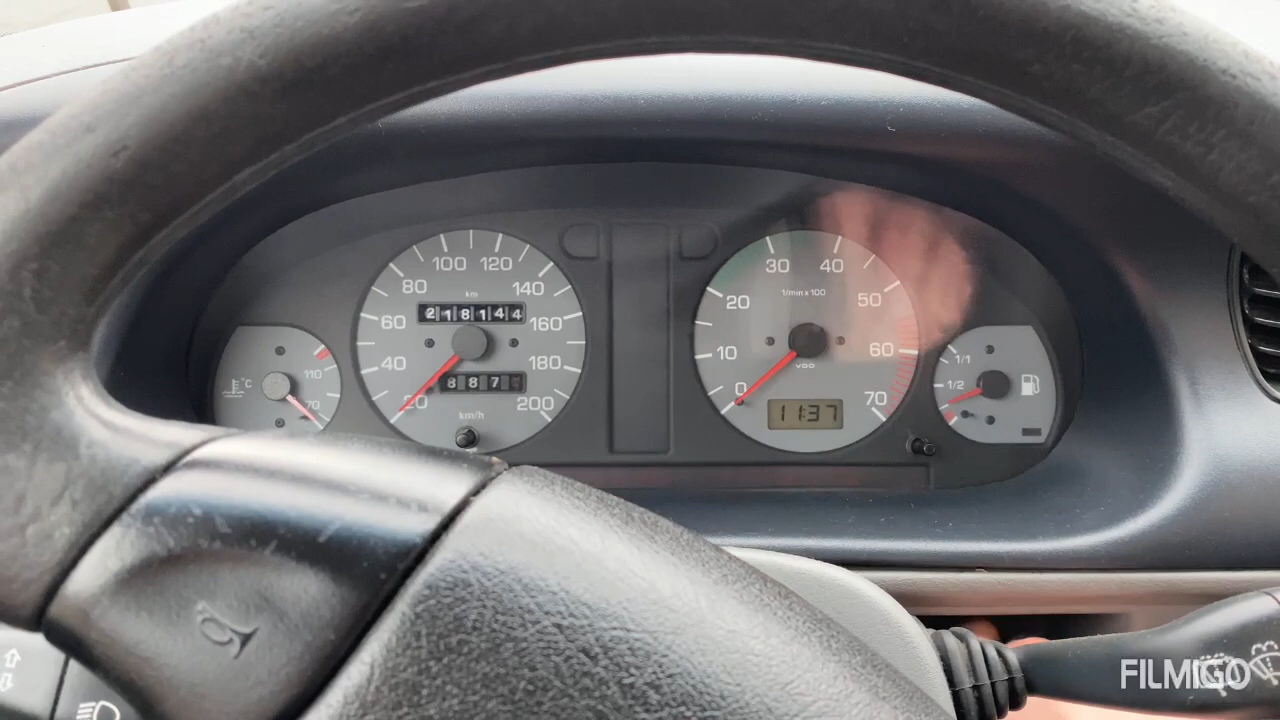 100 120
80 140
km
218144
60 160
40 180
887
20 200
km/h
°C
110
70
30 40
1/min x 100
20 50
10 60
VDO
0 70
11:37
1/1
1/2
FILMIGO